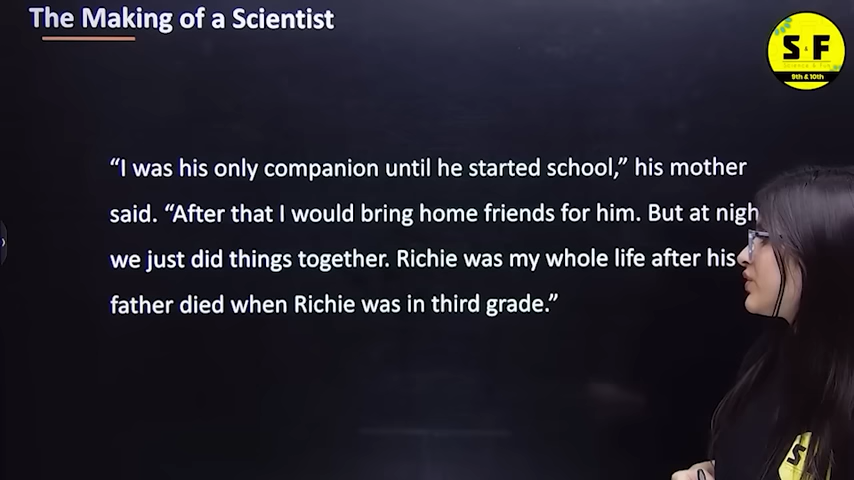 The Making of a Scientist
S & F
Science & Fun
9th & 10th
“I was his only companion until he started school,” his mother
said. “After that I would bring home friends for him. But at nigh
we just did things together. Richie was my whole life after his
father died when Richie was in third grade.”
S